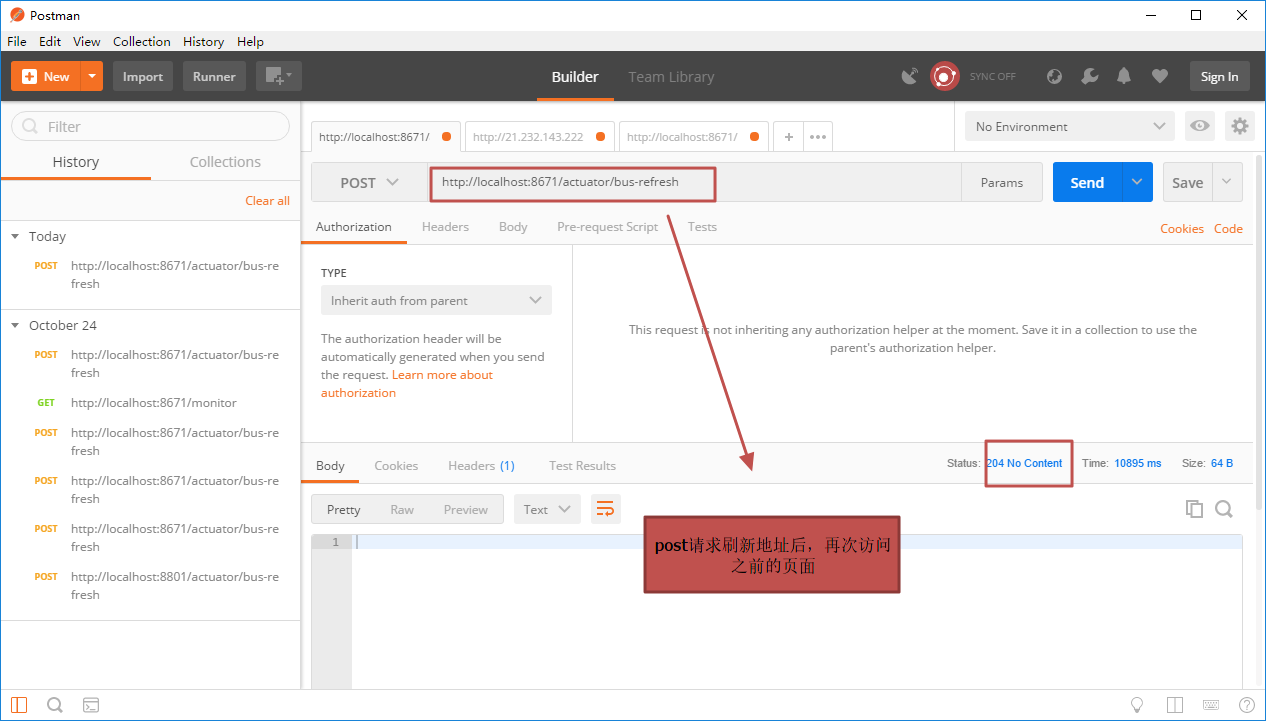 Postman
File Edit View Collection History Help
New Import Runner Builder Team Library SYNC OFF Sign In
Filter
History Collections
Clear all
Today
POST http://localhost:8671/actuator/bus-re
fresh
October 24
POST http://localhost:8671/actuator/bus-re
fresh
GET http://localhost:8671/monitor
POST http://localhost:8671/actuator/bus-re
fresh
POST http://localhost:8671/actuator/bus-re
fresh
POST http://localhost:8671/actuator/bus-re
fresh
POST http://localhost:8801/actuator/bus-re
fresh
http://localhost:8671/ http://21.232.143.222 http://localhost:8671/ + ••• No Environment
POST http://localhost:8671/actuator/bus-refresh Params Send Save
Authorization Headers Body Pre-request Script Tests Cookies Code
TYPE
Inherit auth from parent
The authorization header will be
automatically generated when you send
the request. Learn more about
authorization
This request is not inheriting any authorization helper at the moment. Save it in a collection to use the
parent's authorization helper.
Body Cookies Headers (1) Test Results Status: 204 No Content Time: 10895 ms Size: 64 B
Pretty Raw Preview Text
1
post请求刷新地址后，再次访问
之前的页面